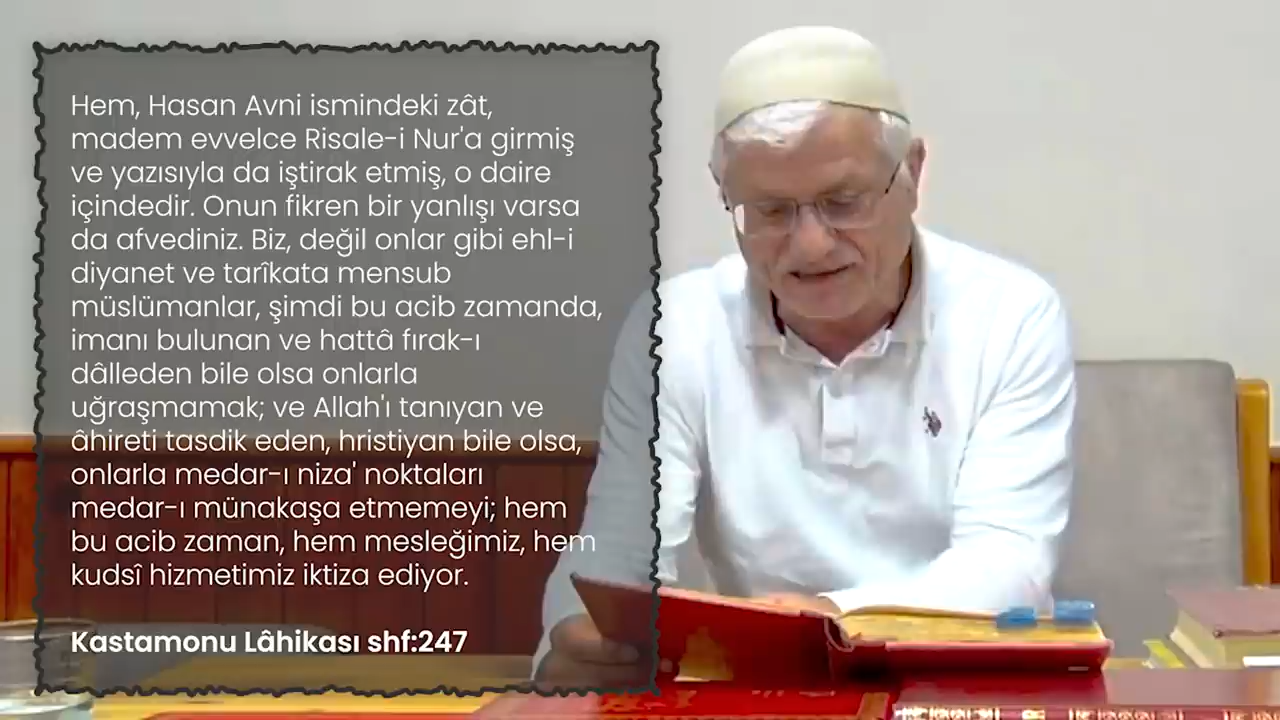 Hem, Hasan Avni ismindeki zât,
madem evvelce Risale-i Nur'a girmiş
ve yazısıyla da iştirak etmiş, o daire
içindedir. Onun fikren bir yanlışı varsa
da afvediniz. Biz, değil onlar gibi ehl-i
diyanet ve tarîkata mensub
müslümanlar, şimdi bu acib zamanda,
imanı bulunan ve hattâ fırak-ı
dâlleden bile olsa onlarla
uğraşmamak; ve Allah'ı tanıyan ve
âhireti tasdik eden, hristiyan bile olsa,
onlarla medar-ı niza' noktaları
medar-ı münakaşa etmemeyi; hem
bu acib zaman, hem mesleğimiz, hem
kudsî hizmetimiz iktiza ediyor.
Kastamonu Lâhikası shf:247